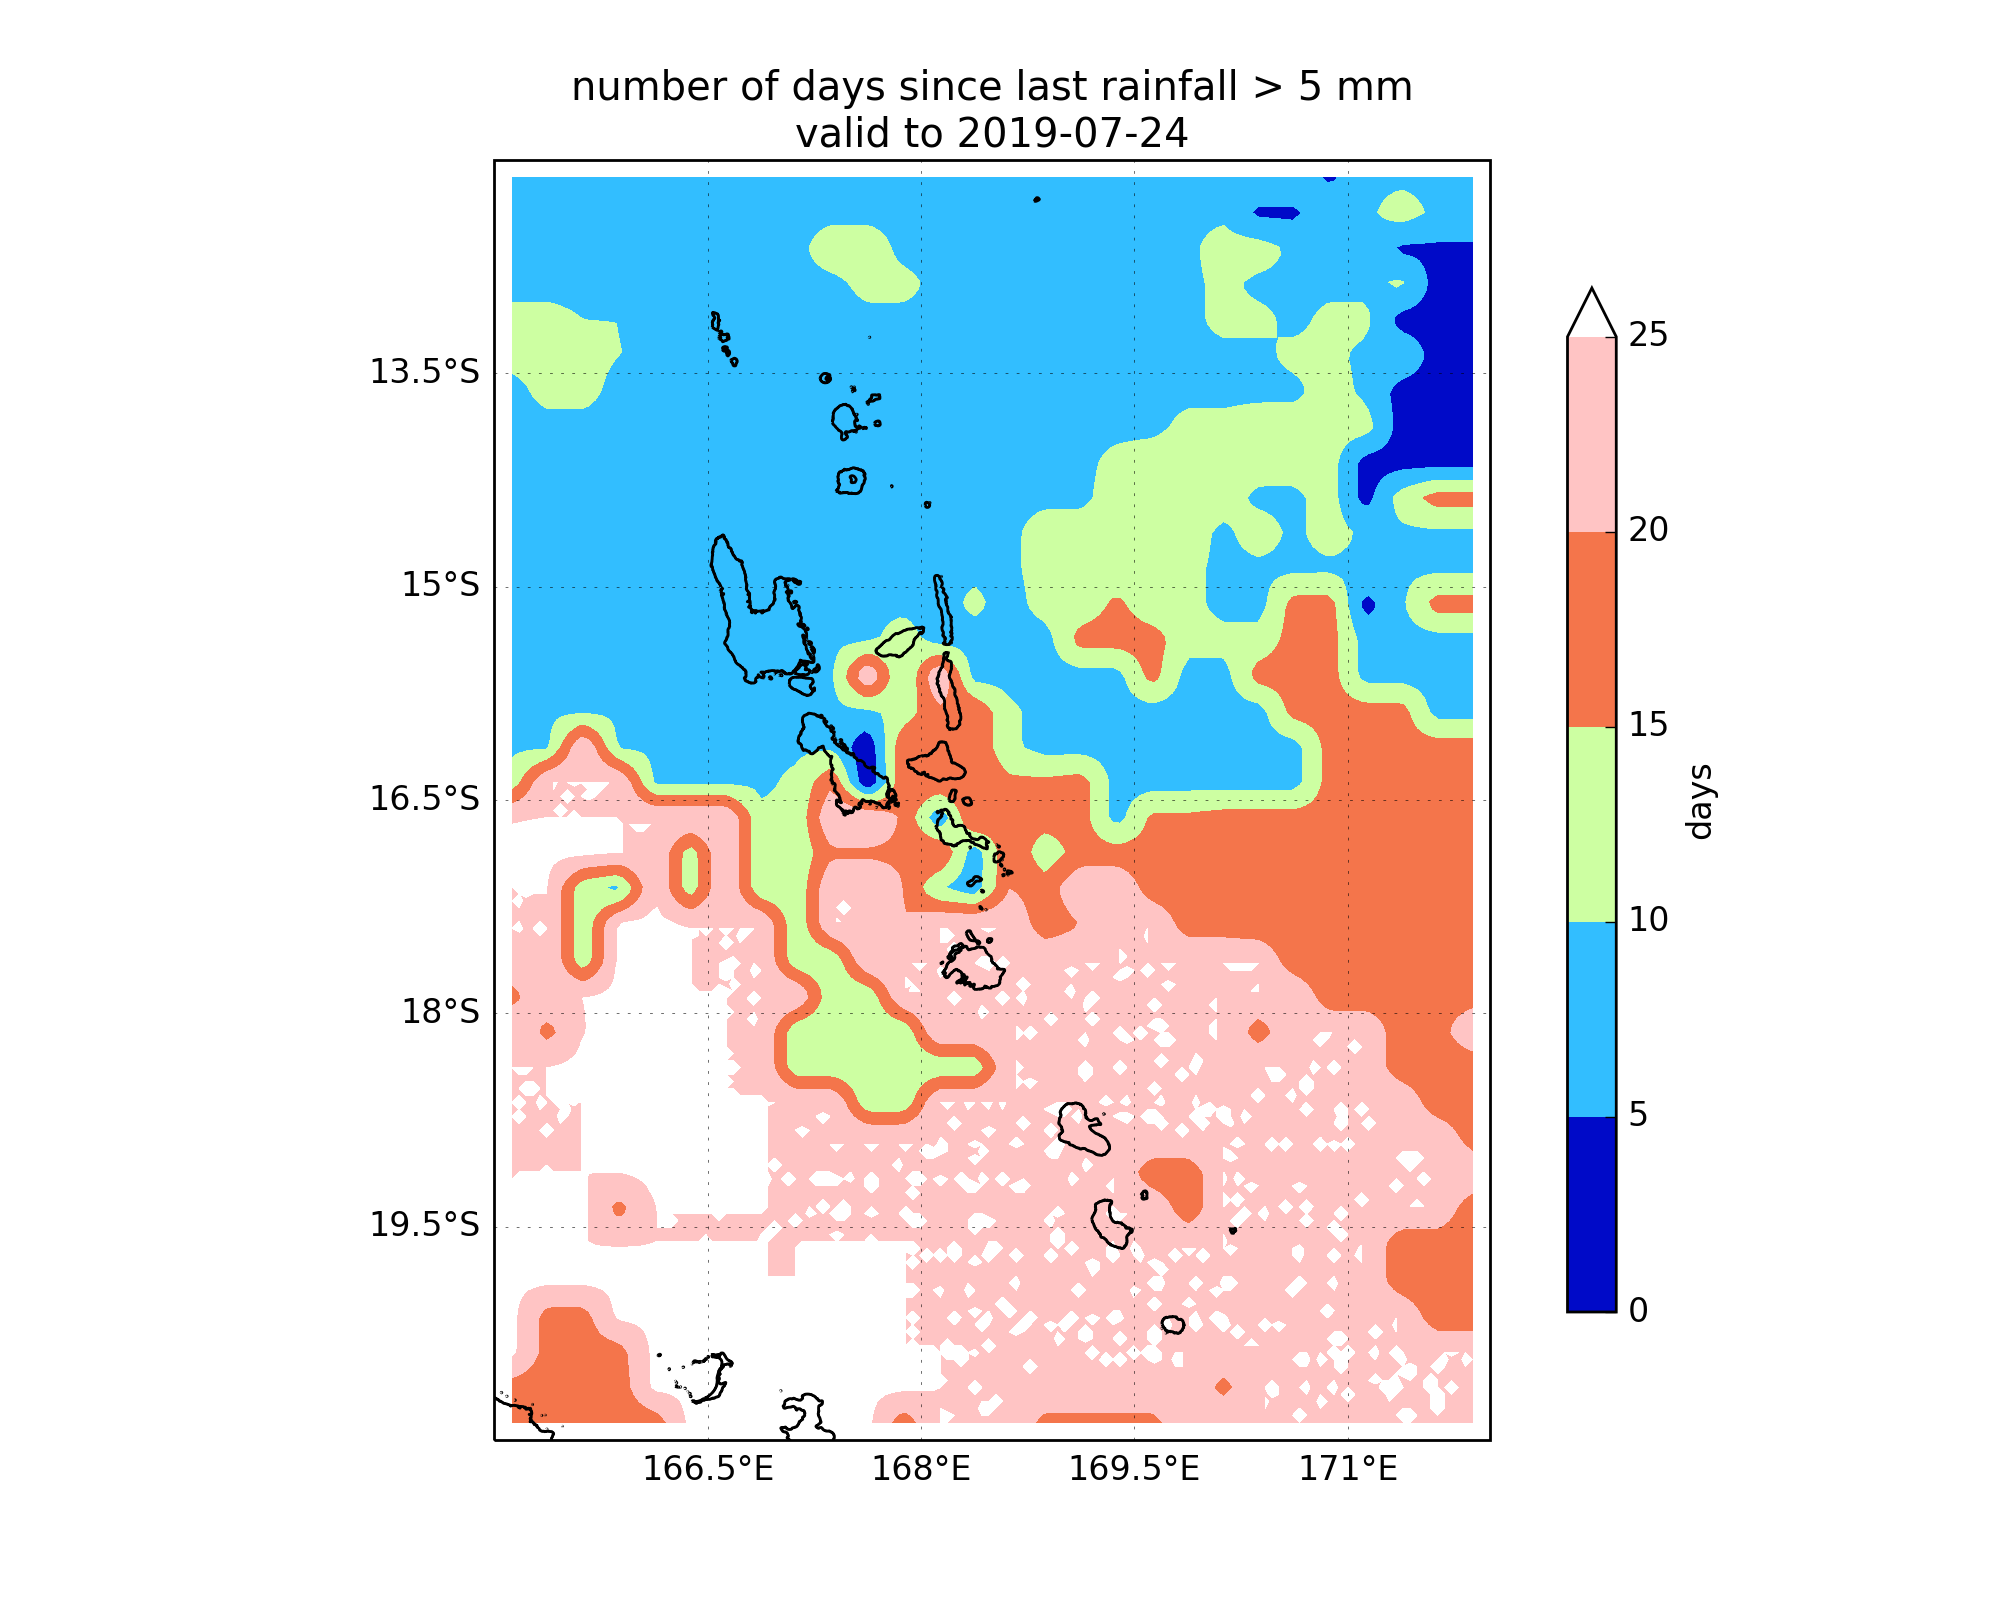 number of days since last rainfall > 5 mm
valid to 2019-07-24
13.5°S
15°S
16.5°S
18°S
19.5°S
166.5°E
168°E
169.5°E
171°E
25
20
15
10
5
0
days